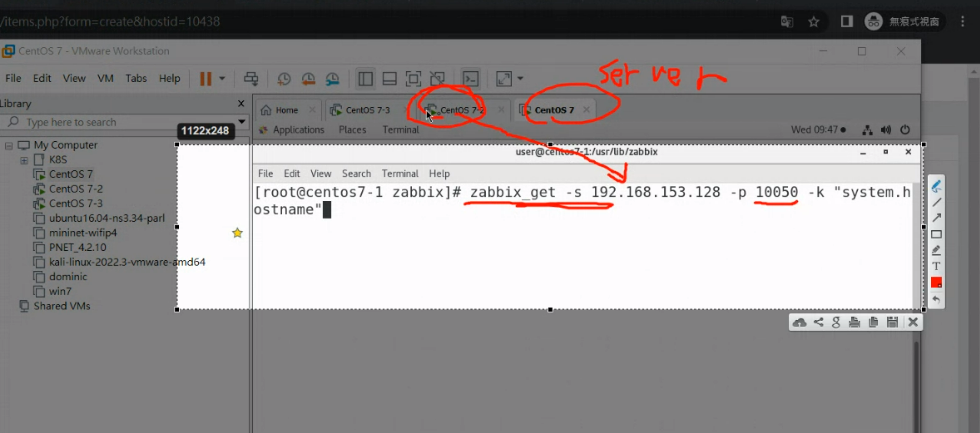 /items.php?form=create&hostid=10438
無痕式視窗
CentOS 7 - VMware Workstation
File Edit View VM Tabs Help
server
Library
Type here to search
Home
CentOS 7-3
CentOS 7-2
CentOS 7
Applications Places Terminal
Wed 09:47
1122x248
My Computer
K8S
CentOS 7
CentOS 7-2
CentOS 7-3
ubuntu16.04-ns3.34-parl
mininet-wifip4
PNET_4.2.10
kali-linux-2022.3-vmware-amd64
dominic
win7
Shared VMs
user@centos7-1:/usr/lib/zabbix
File Edit View Search Terminal Help
[root@centos7-1 zabbix]# zabbix_get -s 192.168.153.128 -p 10050 -k "system.h
ostname"
T